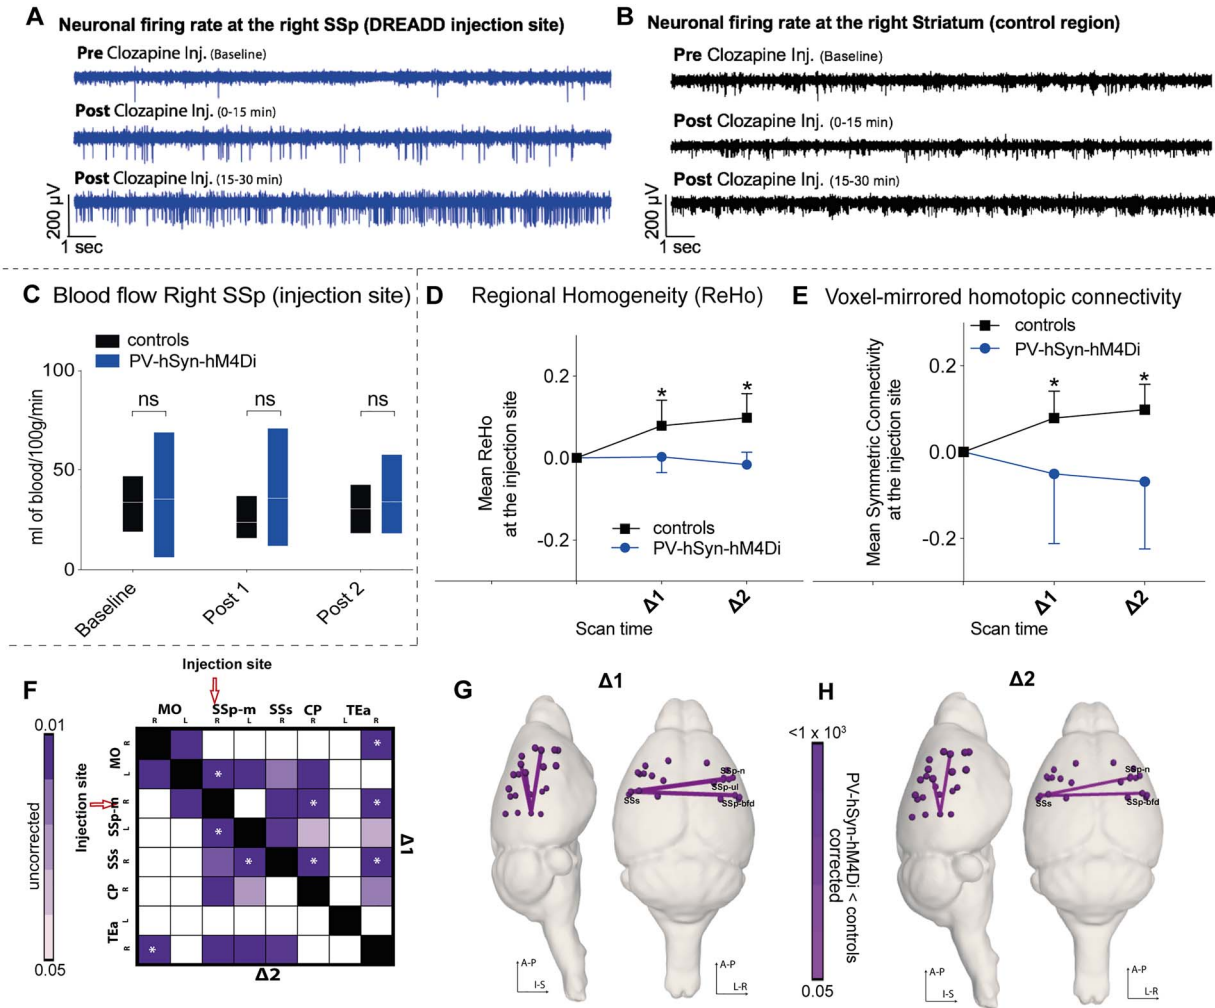 A Neuronal firing rate at the right SSp (DREADD injection site)
Pre Clozapine Inj. (Baseline)
Post Clozapine Inj. (0-15 min)
Post Clozapine Inj. (15-30 min)
200 µV
1 sec
B Neuronal firing rate at the right Striatum (control region)
Pre Clozapine Inj. (Baseline)
Post Clozapine Inj. (0-15 min)
Post Clozapine Inj. (15-30 min)
200 µV
1 sec
C Blood flow Right SSp (injection site)
controls
PV-hSyn-hM4Di
ml of blood/100g/min
100
50
0
ns
ns
ns
Baseline
Post 1
Post 2
D Regional Homogeneity (ReHo)
Mean ReHo
at the injection site
0.2
0.0
-0.2
*
*
controls
PV-hSyn-hM4Di
Δ1
Δ2
Scan time
E Voxel-mirrored homotopic connectivity
controls
PV-hSyn-hM4Di
Mean Symmetric Connectivity
at the injection site
0.2
0.0
-0.2
*
*
Δ1
Δ2
Scan time
F
Injection site
MO SSp-m SSs CP TEa
R L R L R R L R
0.01
uncorrected
0.05
Injection site
MO
R
L
SSp-m
R
L
SSs
R
CP
R
TEa
L
R
*
*
*
*
*
*
*
*
*
Δ1
Δ2
G
Δ1
SSp-n
SSp-ul
SSp-bfd
SSs
A-P
I-S
A-P
L-R
H
Δ2
<1 x 10³
PV-hSyn-hM4Di < controls
corrected
0.05
SSp-n
SSp-bfd
SSs
A-P
I-S
A-P
L-R